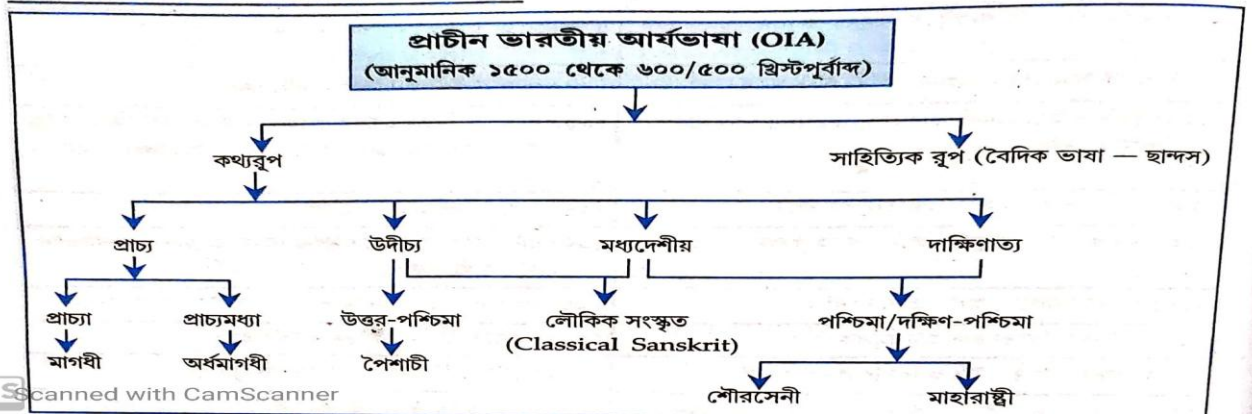 প্রাচীন ভারতীয় আর্যভাষা (OIA)
(আনুমানিক ১৫০০ থেকে ৬০০/৫০০ খ্রিস্টপূর্বাব্দ)
কথ্যরূপ
সাহিত্যিক রূপ (বৈদিক ভাষা — ছান্দস)
প্রাচ্য উদীচ্য মধ্যদেশীয় দাক্ষিণাত্য
প্রাচ্যা প্রাচ্যমধ্যা উত্তর-পশ্চিমা লৌকিক সংস্কৃত পশ্চিমা/দক্ষিণ-পশ্চিমা
(Classical Sanskrit)
মাগধী অর্ধমাগধী পৈশাচী
শৌরসেনী মাহারাষ্ট্রী
Scanned with CamScanner